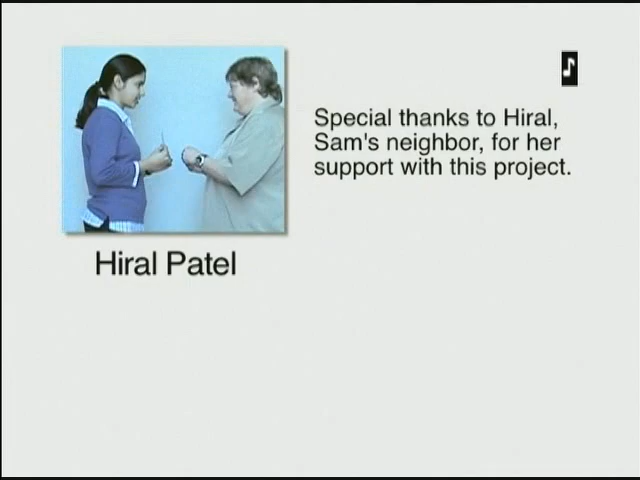 Special thanks to Hiral,
Sam's neighbor, for her
support with this project.
Hiral Patel